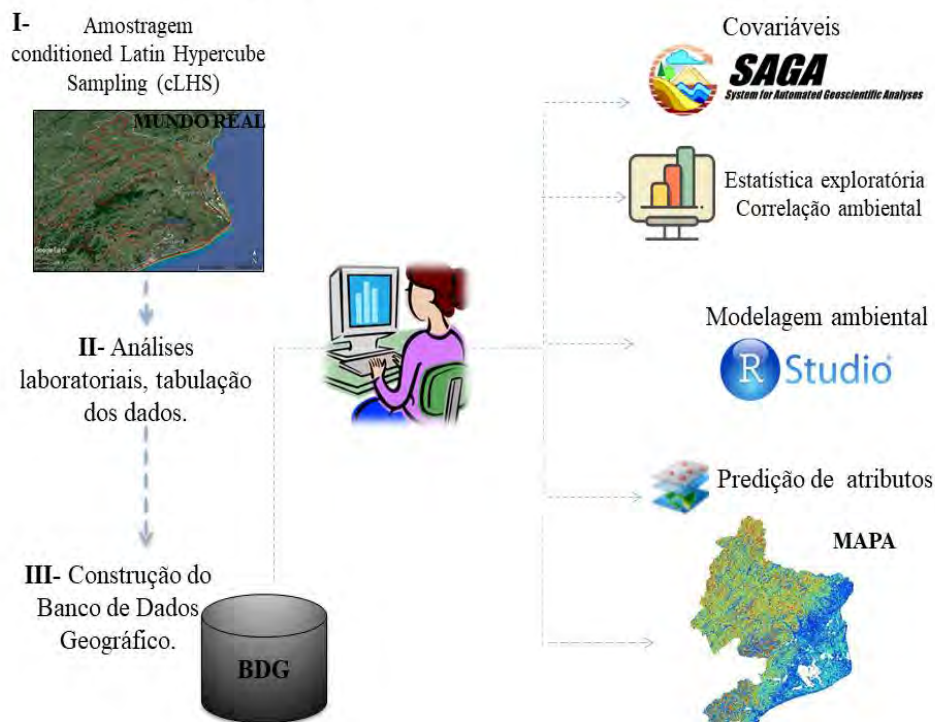 I-
Amostragem
conditioned Latin Hypercube
Sampling (cLHS)
MUNDO REAL
II- Análises
laboratoriais, tabulação
dos dados.
III- Construção do
Banco de Dados
Geográfico.
BDG
Covariáveis
SAGA
System for Automated Geoscientific Analyses
Estatística exploratória
Correlação ambiental
Modelagem ambiental
R Studio
Predição de atributos
MAPA